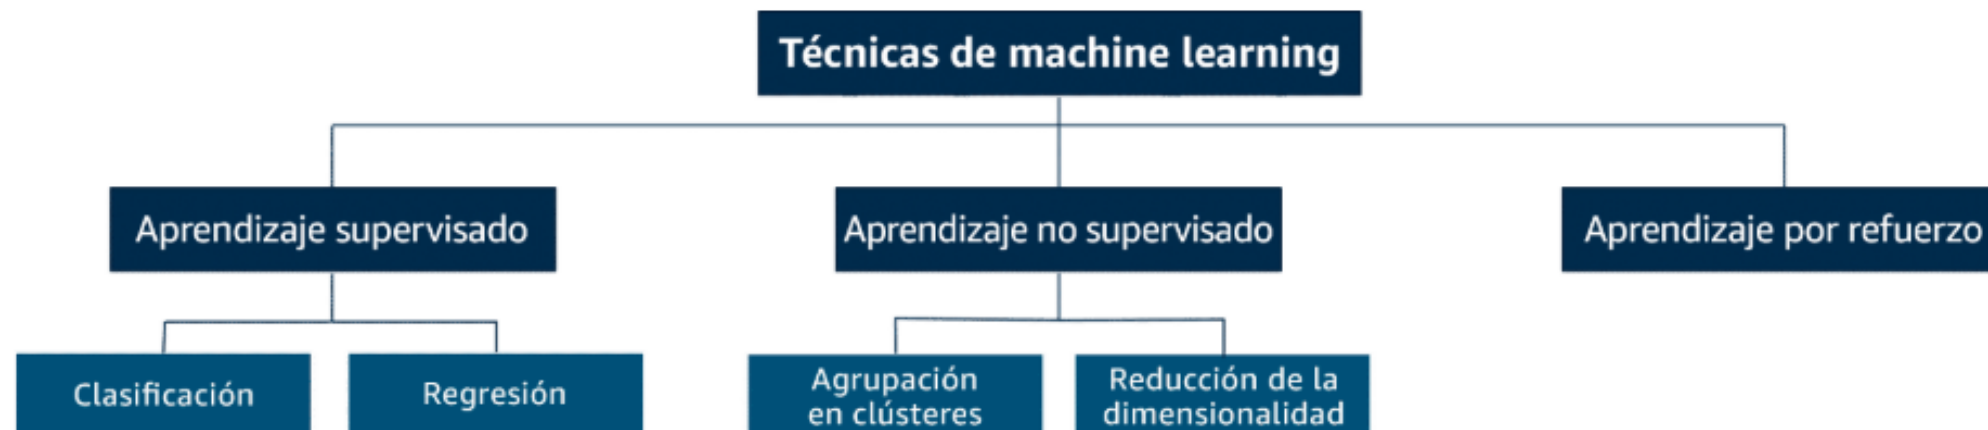 Técnicas de machine learning
Aprendizaje supervisado
Aprendizaje no supervisado
Aprendizaje por refuerzo
Clasificación
Regresión
Agrupación
en clústeres
Reducción de la
dimensionalidad